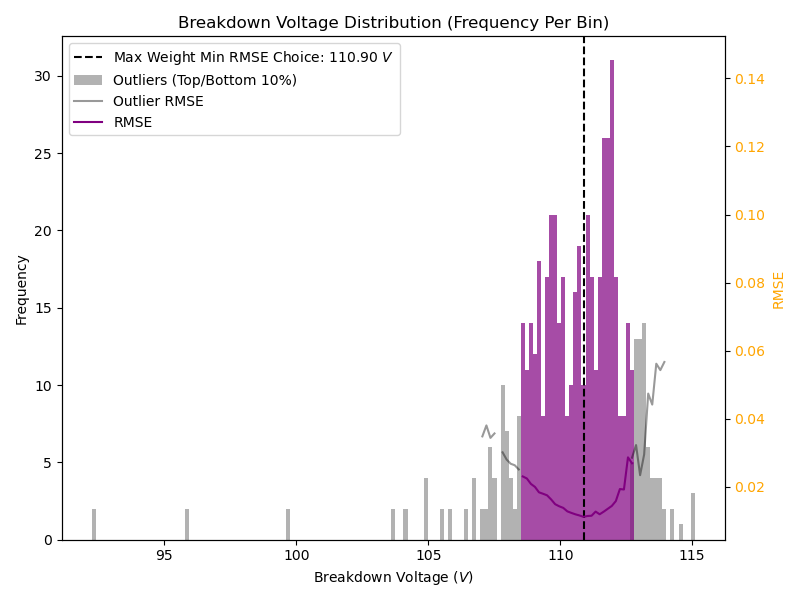 Breakdown Voltage Distribution (Frequency Per Bin)
Max Weight Min RMSE Choice: 110.90 V
Outliers (Top/Bottom 10%)
Outlier RMSE
RMSE
Frequency
30
25
20
15
10
5
0
0.14
0.12
0.10
0.08
0.06
0.04
0.02
RMSE
95
100
105
110
115
Breakdown Voltage (V)